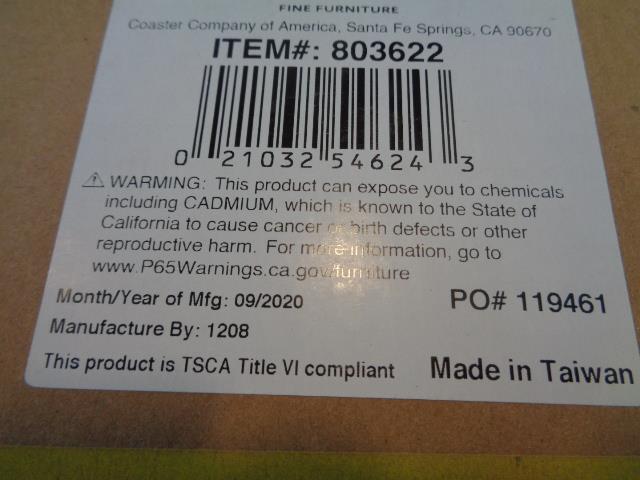 FINE FURNITURE
Coaster Company of America, Santa Fe Springs, CA 90670
ITEM#: 803622
0 21032 54624 3
⚠ WARNING: This product can expose you to chemicals
including CADMIUM, which is known to the State of
California to cause cancer or birth defects or other
reproductive harm. For more information, go to
www.P65Warnings.ca.gov/furniture
Month/Year of Mfg: 09/2020
PO# 119461
Manufacture By: 1208
This product is TSCA Title VI compliant
Made in Taiwan